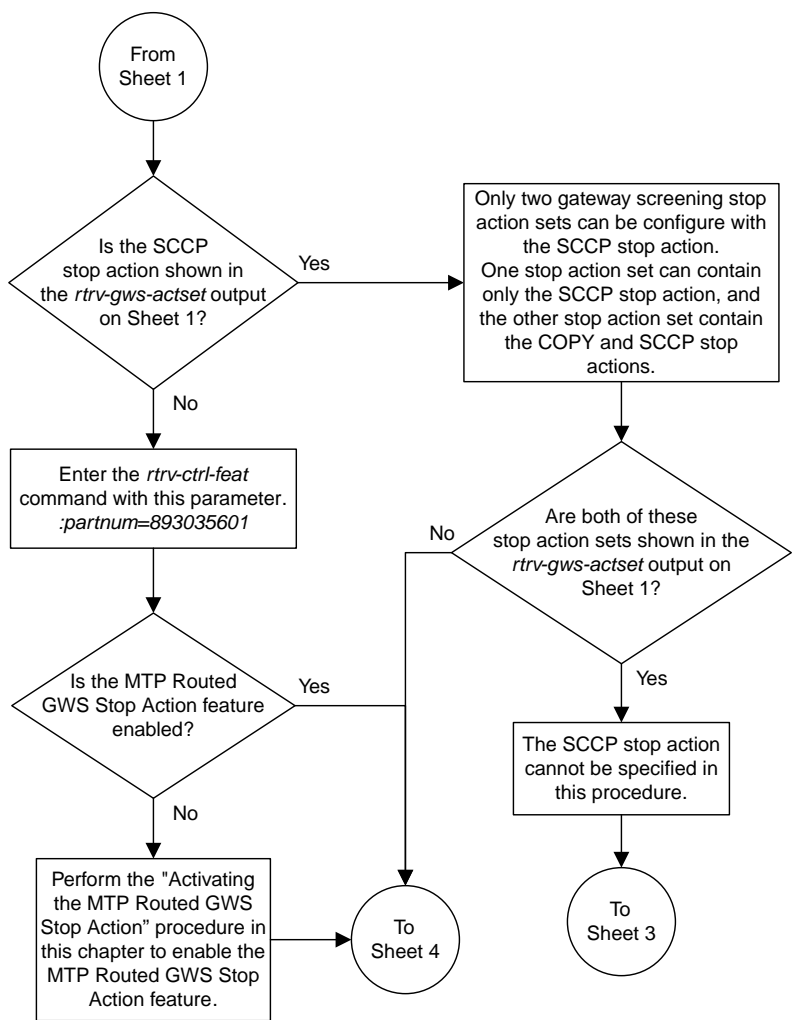 From
Sheet 1
Is the SCCP
stop action shown in
the rtrv-gws-actset output
on Sheet 1?
Yes
No
Only two gateway screening stop
action sets can be configure with
the SCCP stop action.
One stop action set can contain
only the SCCP stop action, and
the other stop action set contain
the COPY and SCCP stop
actions.
Enter the rtrv-ctrl-feat
command with this parameter.
:partnum=893035601
Are both of these
stop action sets shown in the
rtrv-gws-actset output on
Sheet 1?
No
Yes
Is the MTP Routed
GWS Stop Action feature
enabled?
Yes
No
The SCCP stop action
cannot be specified in
this procedure.
Perform the "Activating
the MTP Routed GWS
Stop Action” procedure in
this chapter to enable the
MTP Routed GWS Stop
Action feature.
To
Sheet 4
To
Sheet 3